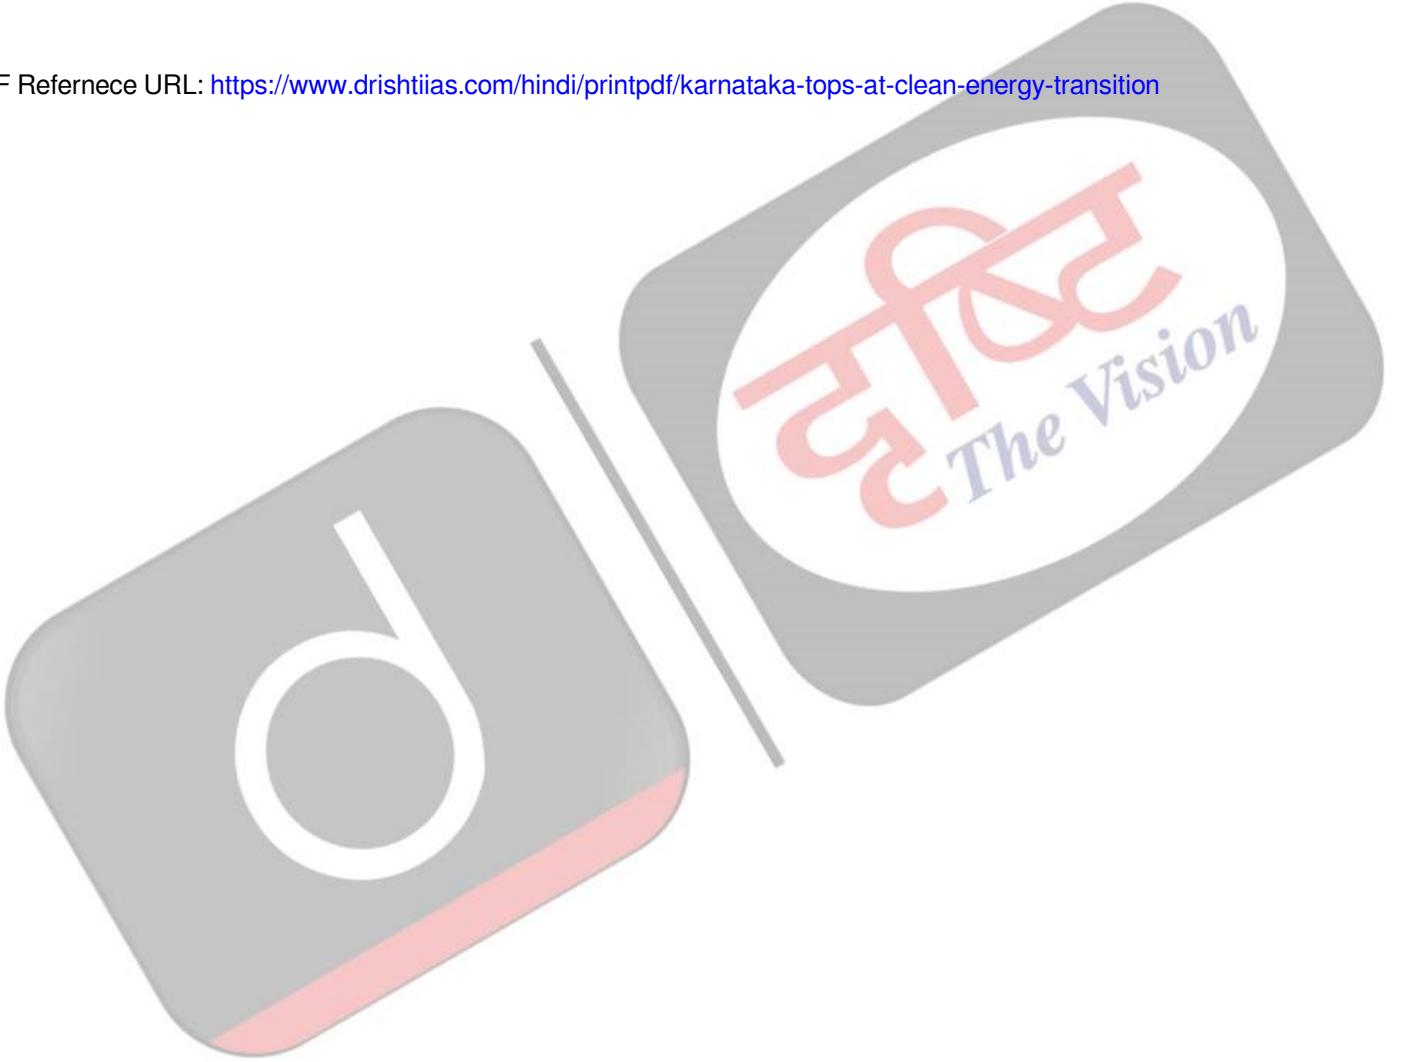 F Refernece URL: https://www.drishtiias.com/hindi/printpdf/karnataka-tops-at-clean-energy-transition
दृष्टि
The Vision
d